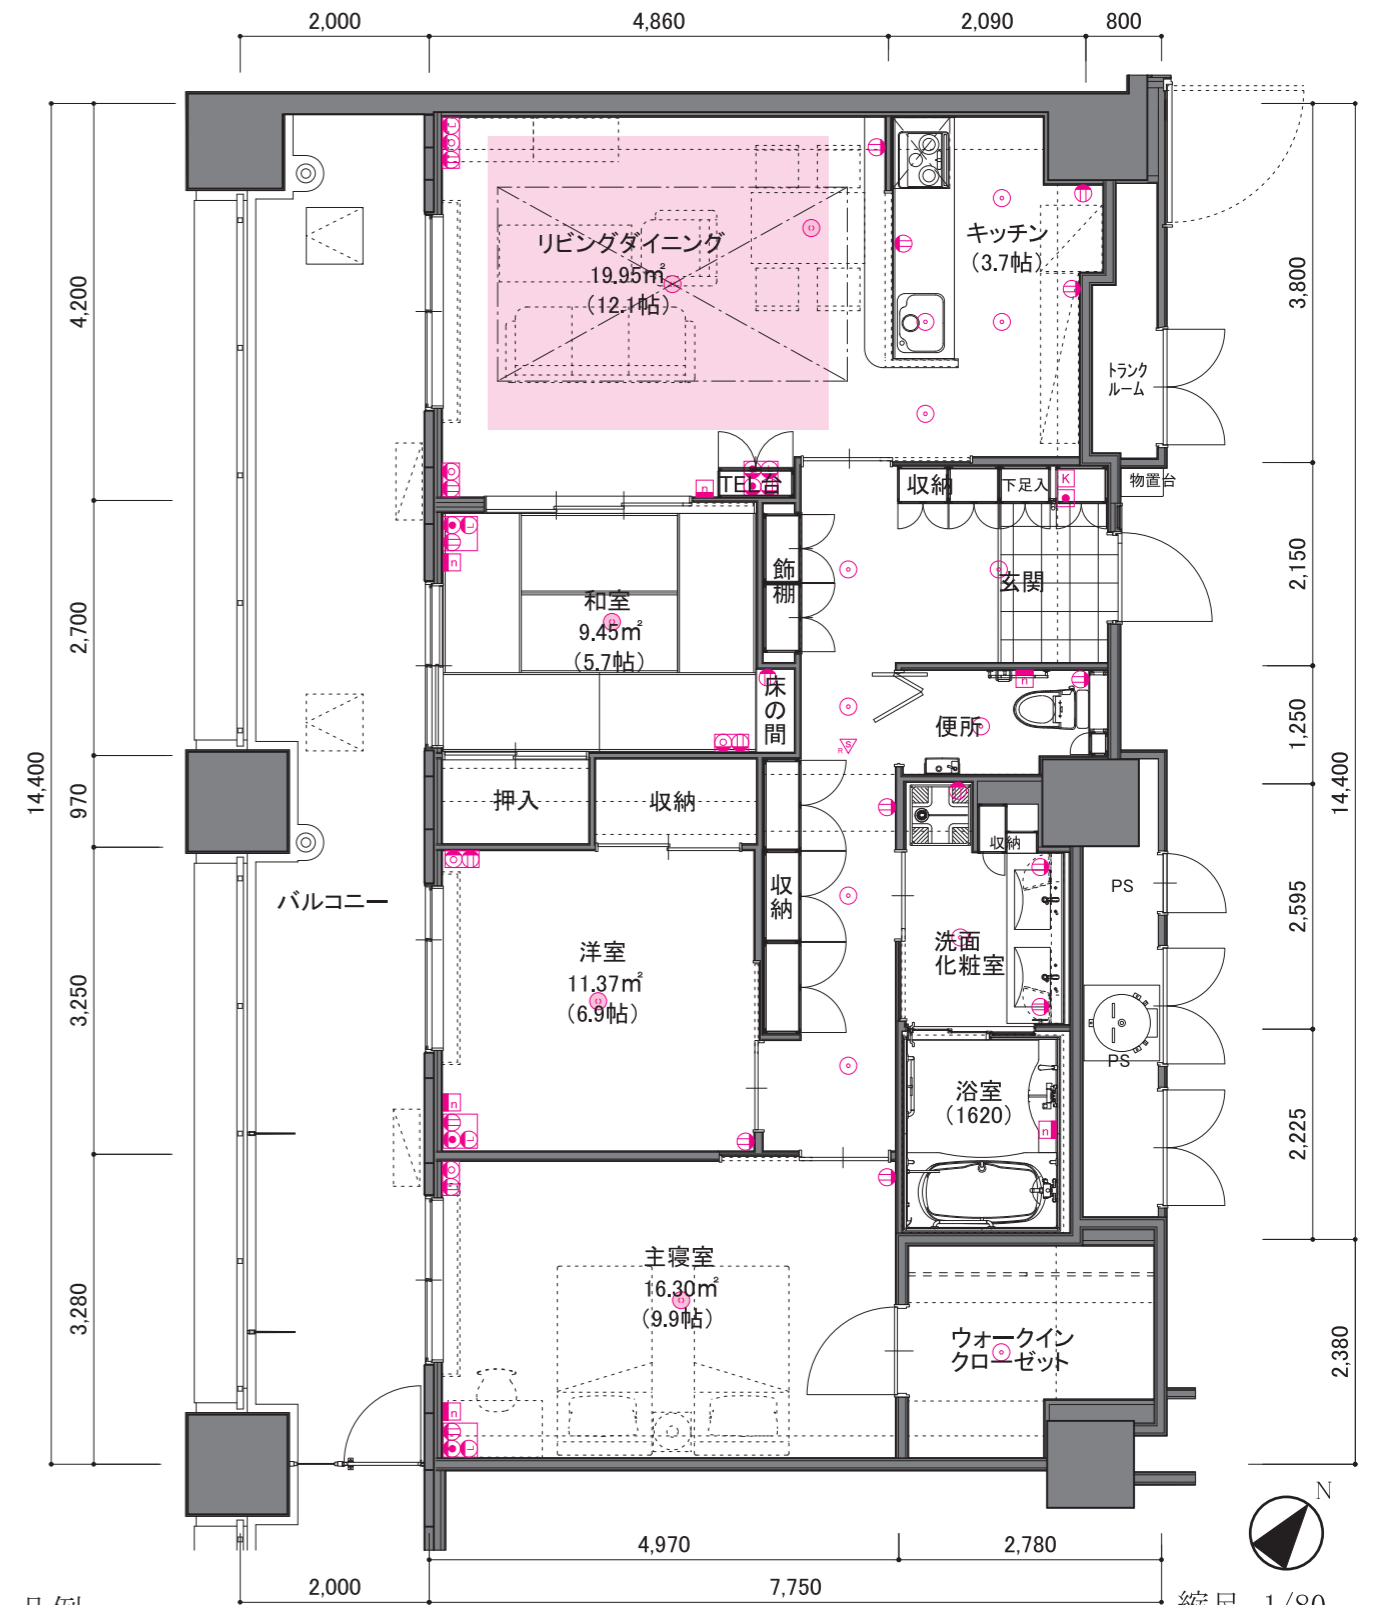 2,000
4,860
2,090
800
14,400
4,200
2,700
970
3,250
3,280
3,800
2,150
1,250
2,595
2,225
2,380
14,400
リビングダイニング
19.95㎡
（12.1帖）
キッチン
（3.7帖）
トランク
ルーム
TEL台
収納
下足入
K
物置台
n
L
n
飾
棚
玄関
和室
9.45㎡
（5.7帖）
床
の
間
n
便所
S
R
押入
収納
収納
収
納
PS
バルコニー
洋室
11.37㎡
（6.9帖）
洗面
化粧室
PS
n
L
浴室
（1620）
n
主寝室
16.30㎡
（9.9帖）
ウォークイン
クローゼット
n
L
N
4,970
2,780
2,000
7,750
縮尺 1/80